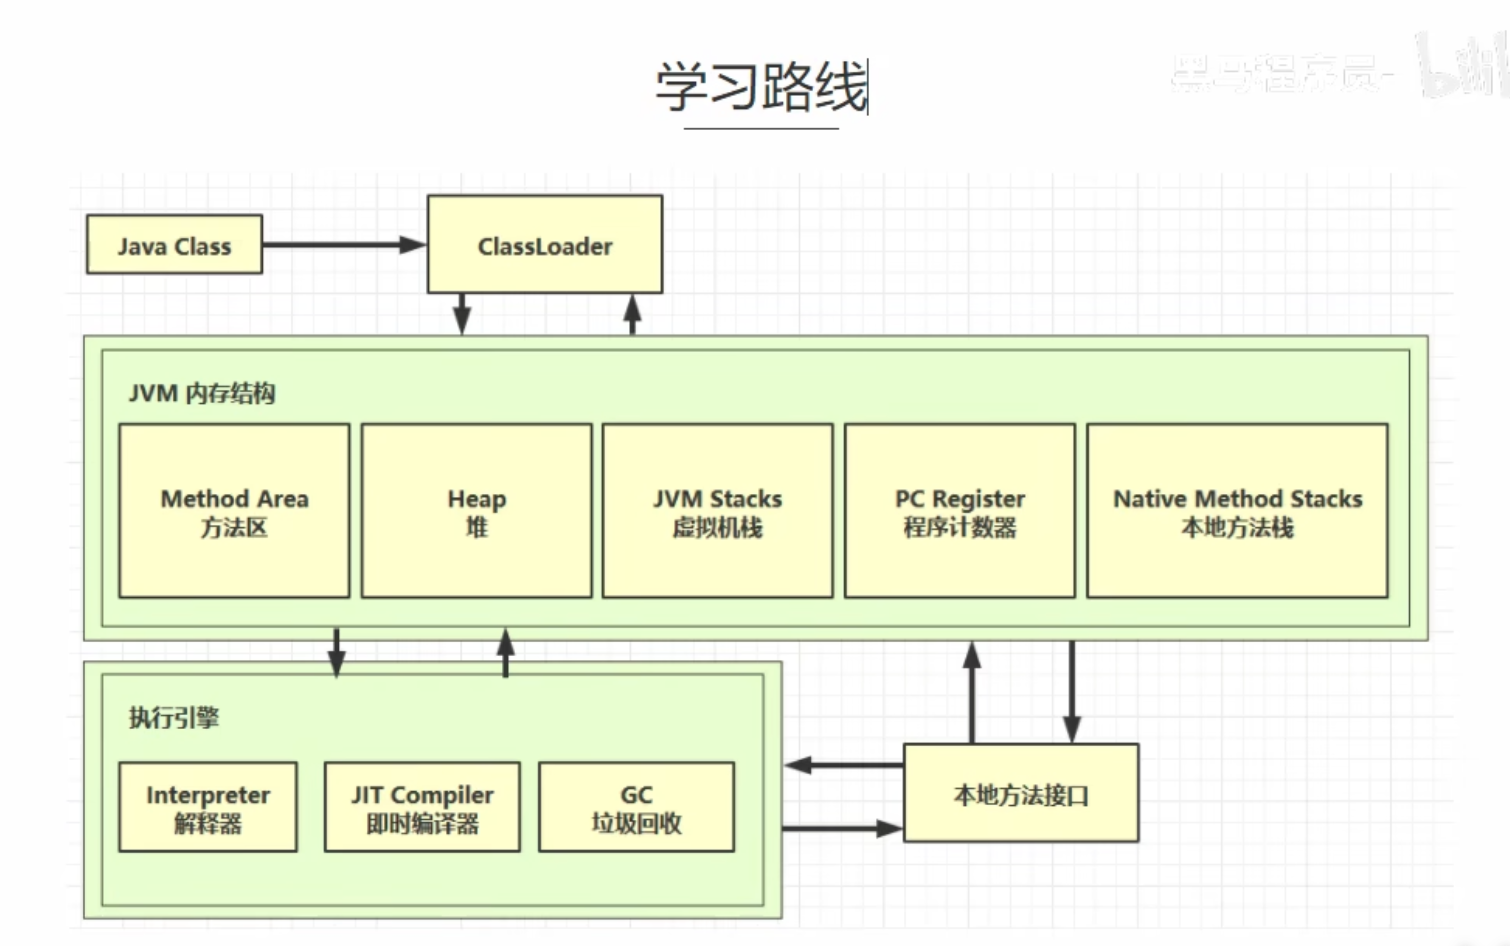 学习路线
黑马程序员-
bili
Java Class
ClassLoader
JVM 内存结构
Method Area
方法区
Heap
堆
JVM Stacks
虚拟机栈
PC Register
程序计数器
Native Method Stacks
本地方法栈
执行引擎
Interpreter
解释器
JIT Compiler
即时编译器
GC
垃圾回收
本地方法接口